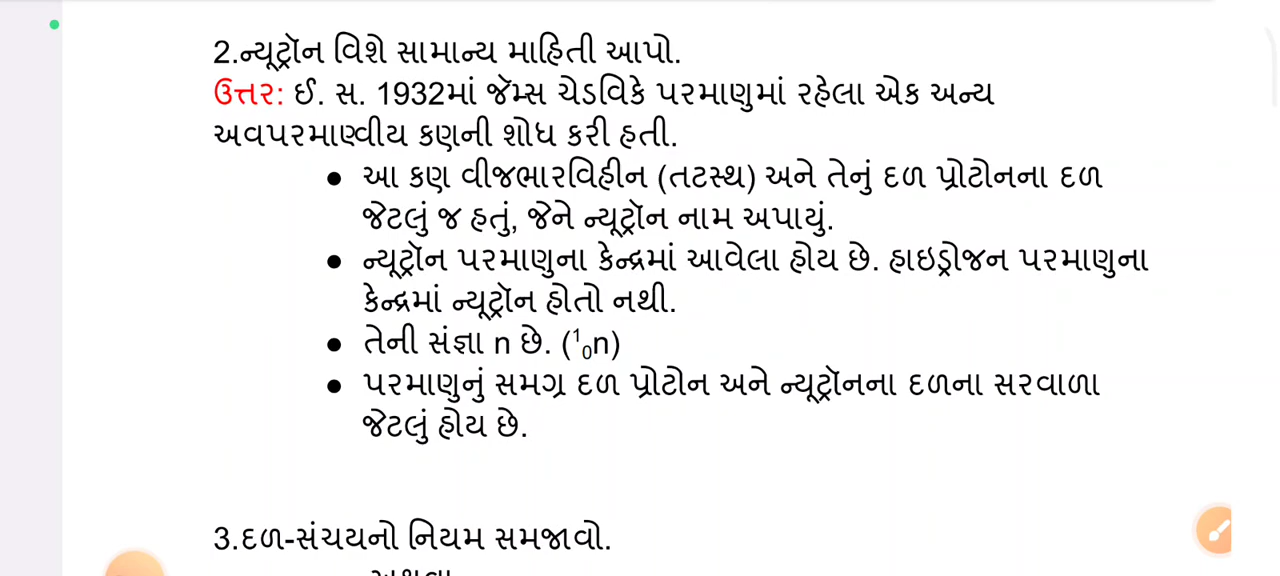 2.ન્યૂટ્રૉન વિશે સામાન્ય માહિતી આપો.
ઉત્તર: ઈ. સ. 1932માં જૅમ્સ ચેડવિકે પરમાણુમાં રહેલા એક અન્ય
અવપરમાણ્વીય કણની શોધ કરી હતી.
● આ કણ વીજભારવિહીન (તટસ્થ) અને તેનું દળ પ્રોટોનના દળ
જેટલું જ હતું, જેને ન્યૂટ્રૉન નામ અપાયું.
● ન્યૂટ્રૉન પરમાણુના કેન્દ્રમાં આવેલા હોય છે. હાઇડ્રોજન પરમાણુના
કેન્દ્રમાં ન્યૂટ્રૉન હોતો નથી.
● તેની સંજ્ઞા n છે. (¹₀n)
● પરમાણુનું સમગ્ર દળ પ્રોટોન અને ન્યૂટ્રૉનના દળના સરવાળા
જેટલું હોય છે.
3.દળ-સંચયનો નિયમ સમજાવો.